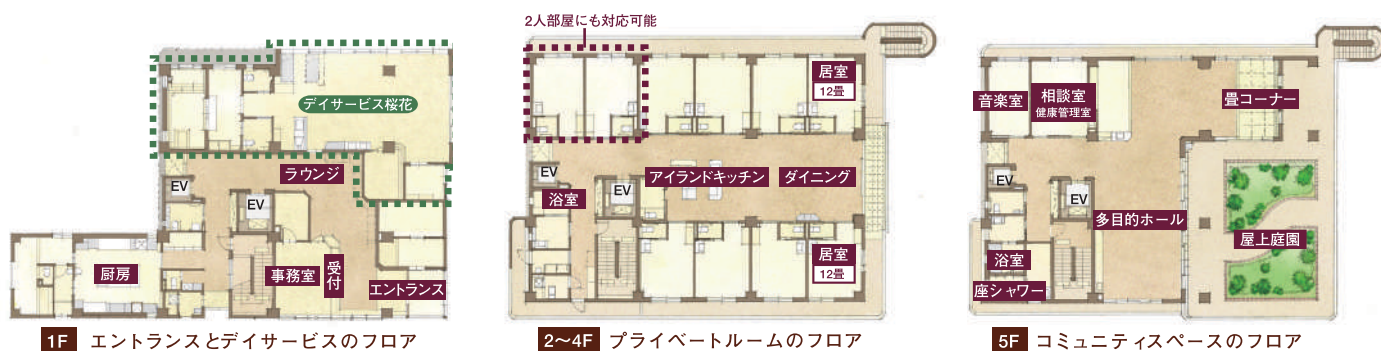 デイサービス桜花
ラウンジ
EV
EV
厨房
事務室
受付
エントランス
1F エントランスとデイサービスのフロア
2人部屋にも対応可能
居室
12畳
EV
アイランドキッチン
ダイニング
浴室
EV
居室
12畳
2～4F プライベートルームのフロア
音楽室
相談室
健康管理室
畳コーナー
EV
EV
多目的ホール
屋上庭園
浴室
座シャワー
5F コミュニティスペースのフロア